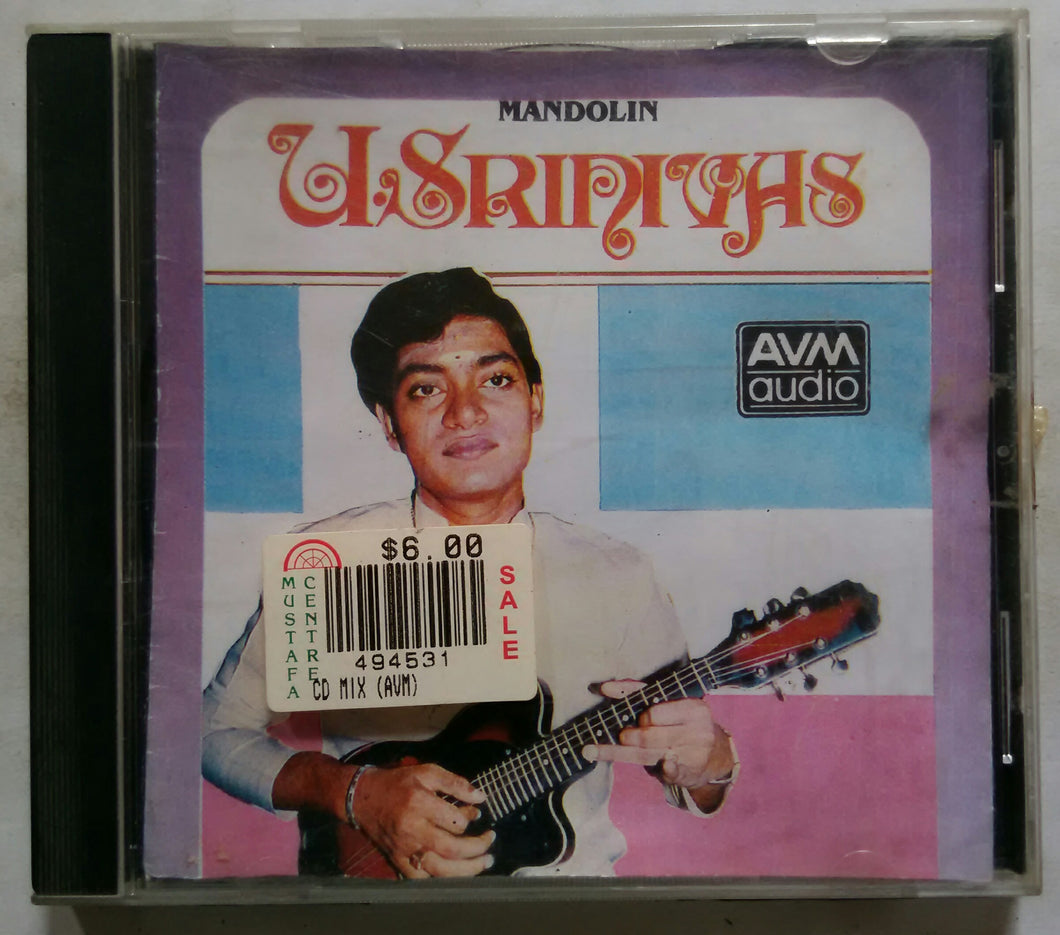 MANDOLIN
U.SRINIVAS
AVM
audio
$6.00
MUSTAFA
CENTRE
SALE
494531
CD MIX (AVM)